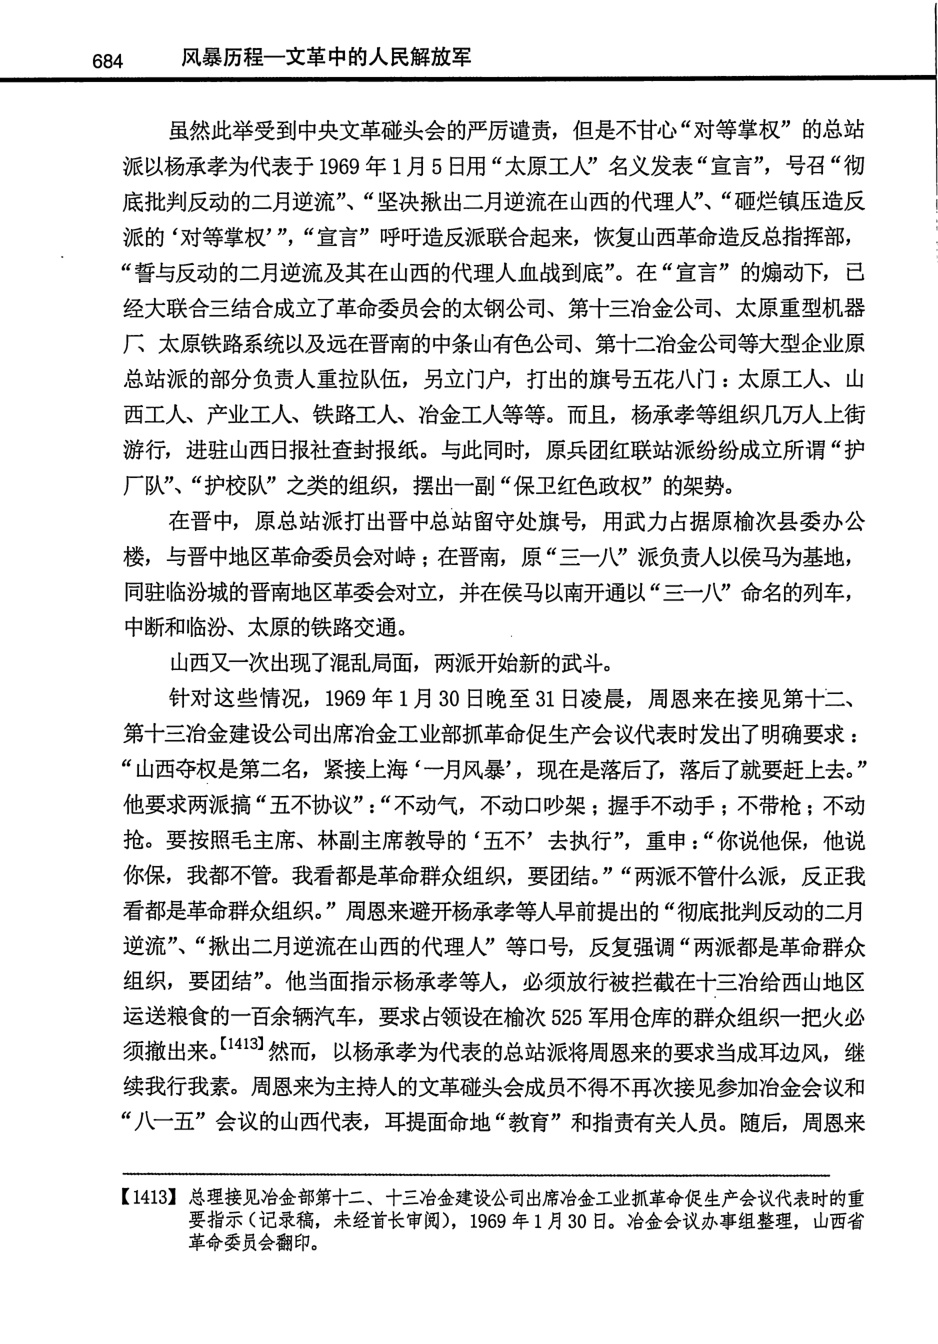 684 风暴历程—文革中的人民解放军
虽然此举受到中央文革碰头会的严厉谴责，但是不甘心“对等掌权”的总站
派以杨承孝为代表于 1969 年 1 月 5 日用“太原工人”名义发表“宣言”，号召“彻
底批判反动的二月逆流”、“坚决揪出二月逆流在山西的代理人”、“砸烂镇压造反
派的‘对等掌权’”，“宣言”呼吁造反派联合起来，恢复山西革命造反总指挥部，
“誓与反动的二月逆流及其在山西的代理人血战到底”。在“宣言”的煽动下，已
经大联合三结合成立了革命委员会的太钢公司、第十三冶金公司、太原重型机器
厂、太原铁路系统以及远在晋南的中条山有色公司、第十二冶金公司等大型企业原
总站派的部分负责人重拉队伍，另立门户，打出的旗号五花八门：太原工人、山
西工人、产业工人、铁路工人、冶金工人等等。而且，杨承孝等组织几万人上街
游行，进驻山西日报社查封报纸。与此同时，原兵团红联站派纷纷成立所谓“护
厂队”、“护校队”之类的组织，摆出一副“保卫红色政权”的架势。
在晋中，原总站派打出晋中总站留守处旗号，用武力占据原榆次县委办公
楼，与晋中地区革命委员会对峙；在晋南，原“三一八”派负责人以侯马为基地，
同驻临汾城的晋南地区革委会对立，并在侯马以南开通以“三一八”命名的列车，
中断和临汾、太原的铁路交通。
山西又一次出现了混乱局面，两派开始新的武斗。
针对这些情况，1969 年 1 月 30 日晚至 31 日凌晨，周恩来在接见第十二、
第十三冶金建设公司出席冶金工业部抓革命促生产会议代表时发出了明确要求：
“山西夺权是第二名，紧接上海‘一月风暴’，现在是落后了，落后了就要赶上去。”
他要求两派搞“五不协议”：“不动气，不动口吵架；握手不动手；不带枪；不动
抢。要按照毛主席、林副主席教导的‘五不’去执行”，重申：“你说他保，他说
你保，我都不管。我看都是革命群众组织，要团结。”“两派不管什么派，反正我
看都是革命群众组织。”周恩来避开杨承孝等人早前提出的“彻底批判反动的二月
逆流”、“揪出二月逆流在山西的代理人”等口号，反复强调“两派都是革命群众
组织，要团结”。他当面指示杨承孝等人，必须放行被拦截在十三冶给西山地区
运送粮食的一百余辆汽车，要求占领设在榆次 525 军用仓库的群众组织一把火必
须撤出来。【1413】然而，以杨承孝为代表的总站派将周恩来的要求当成耳边风，继
续我行我素。周恩来为主持人的文革碰头会成员不得不再次接见参加冶金会议和
“八一五”会议的山西代表，耳提面命地“教育”和指责有关人员。随后，周恩来
【1413】总理接见冶金部第十二、十三冶金建设公司出席冶金工业抓革命促生产会议代表时的重
要指示（记录稿，未经首长审阅），1969 年 1 月 30 日。冶金会议办事组整理，山西省
革命委员会翻印。